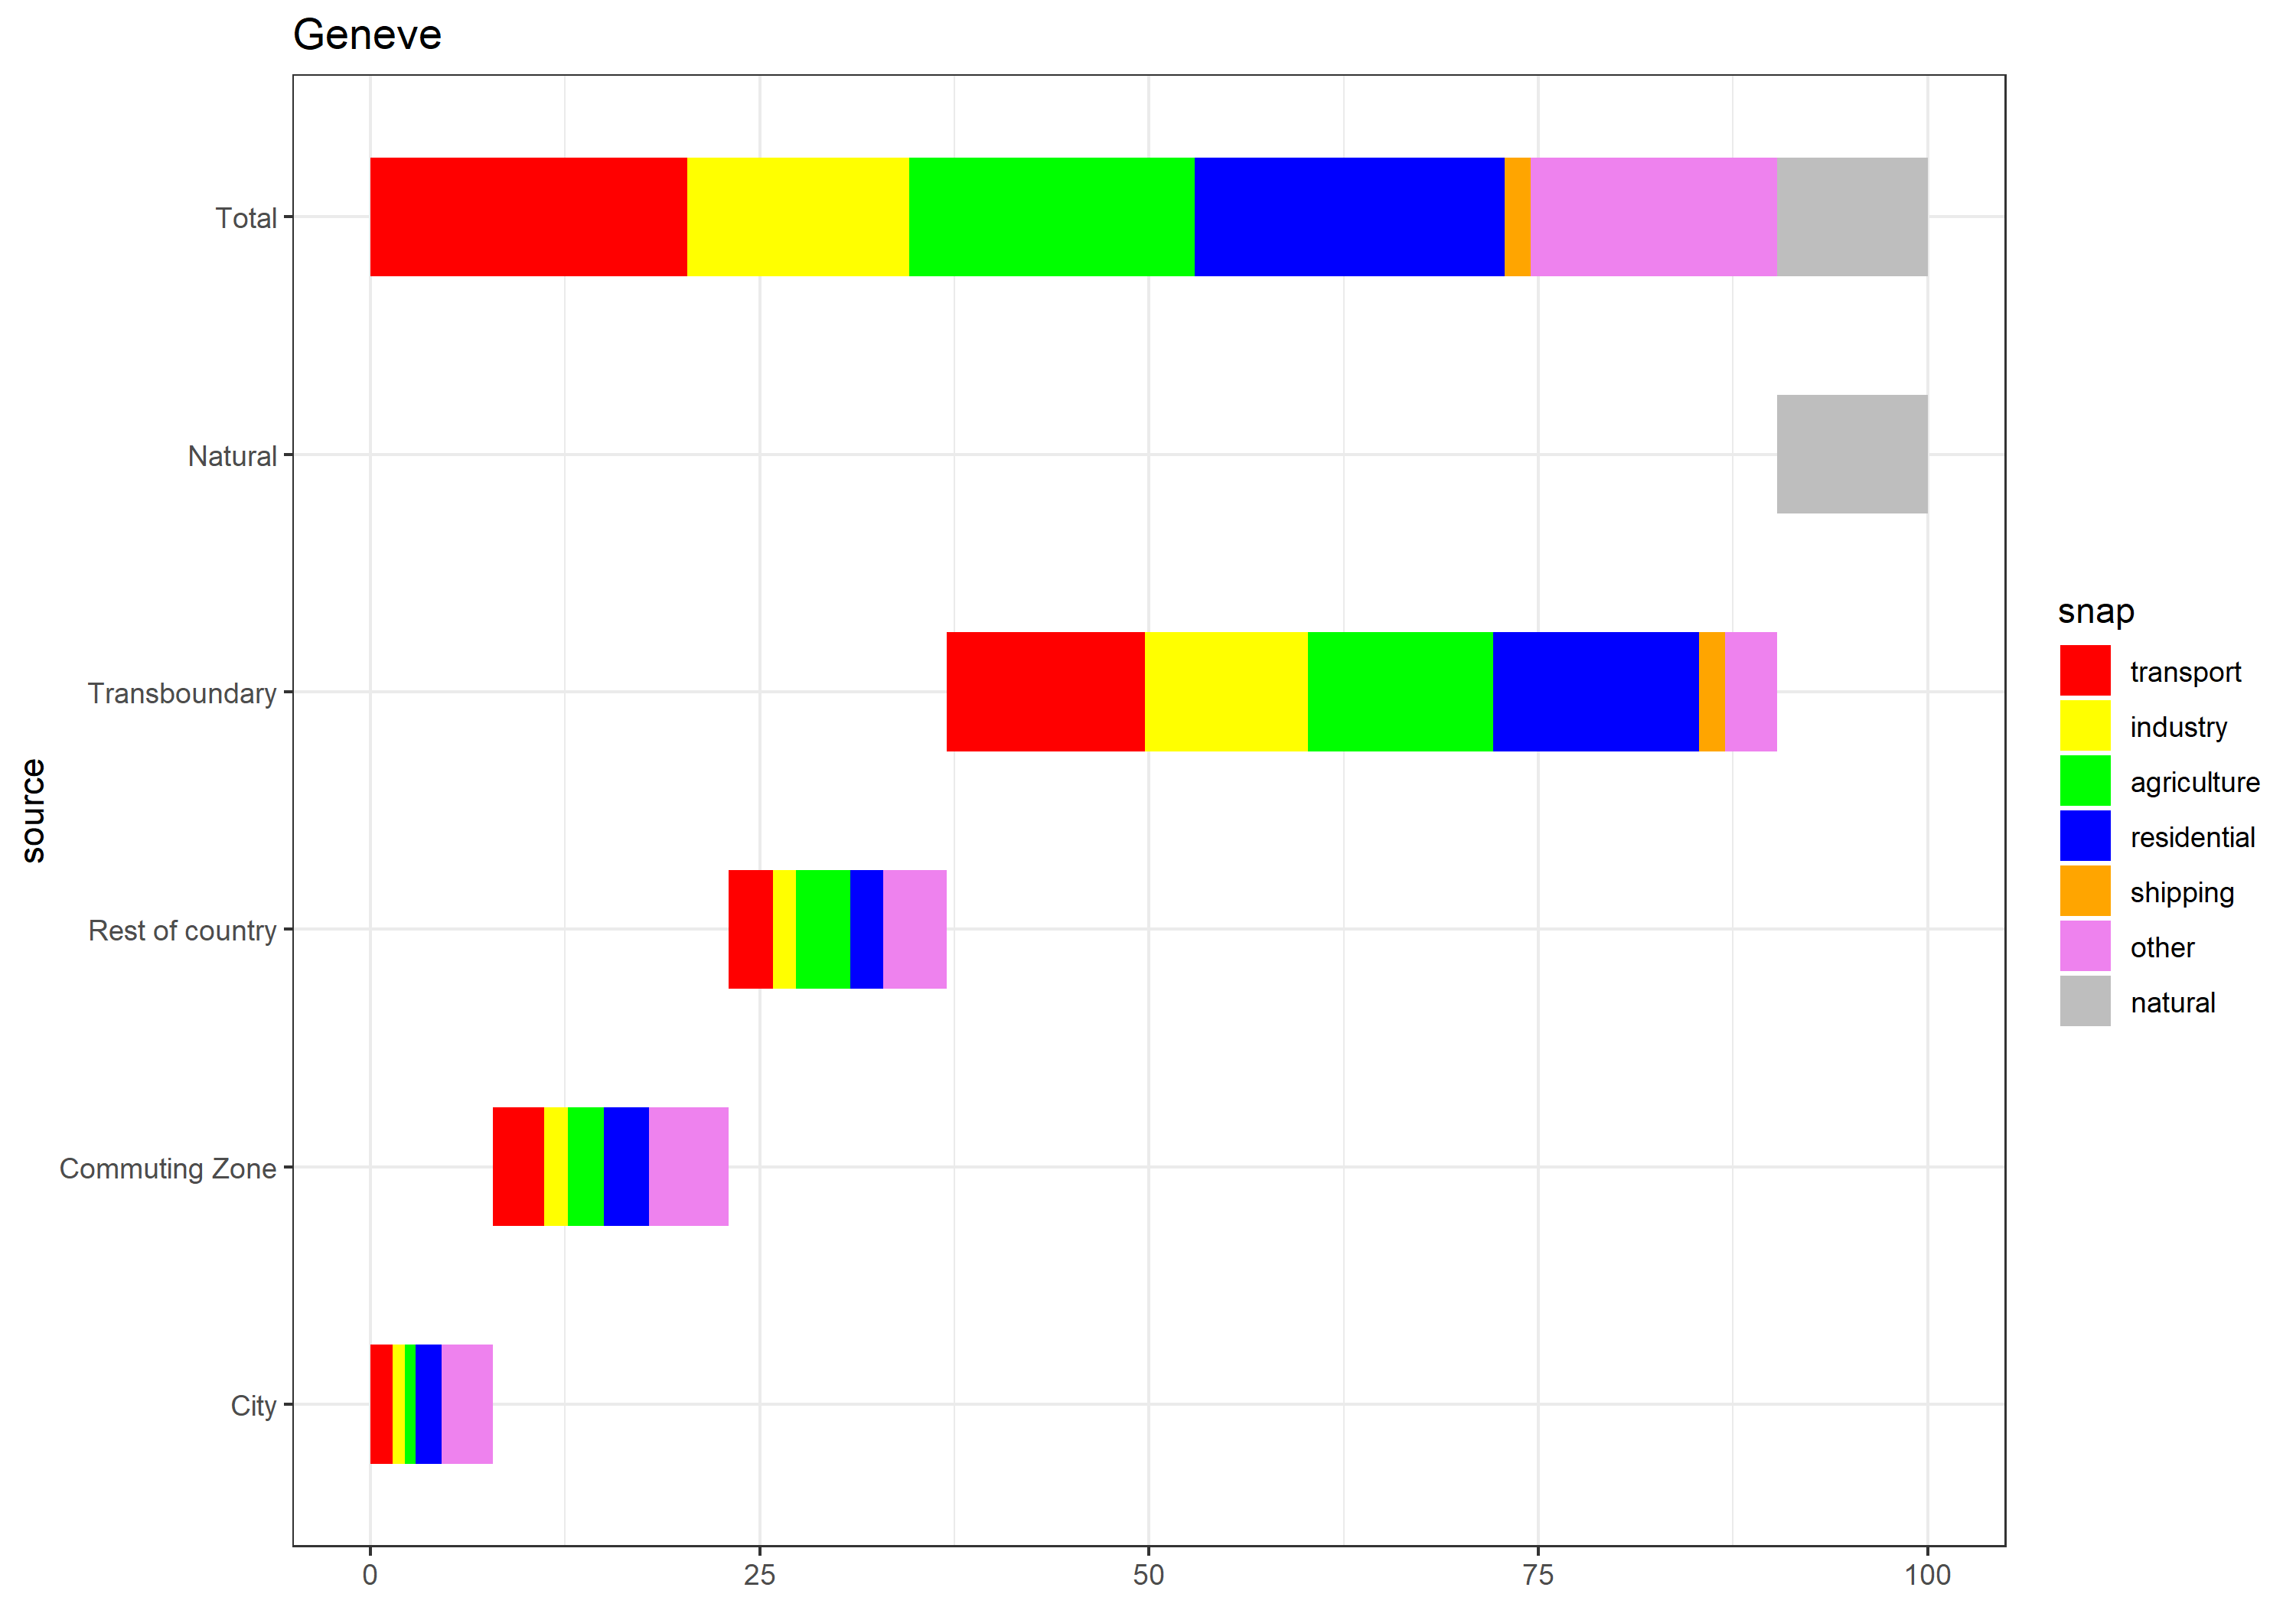 Geneve
source
Total
Natural
Transboundary
Rest of country
Commuting Zone
City
0 25 50 75 100
snap
transport
industry
agriculture
residential
shipping
other
natural